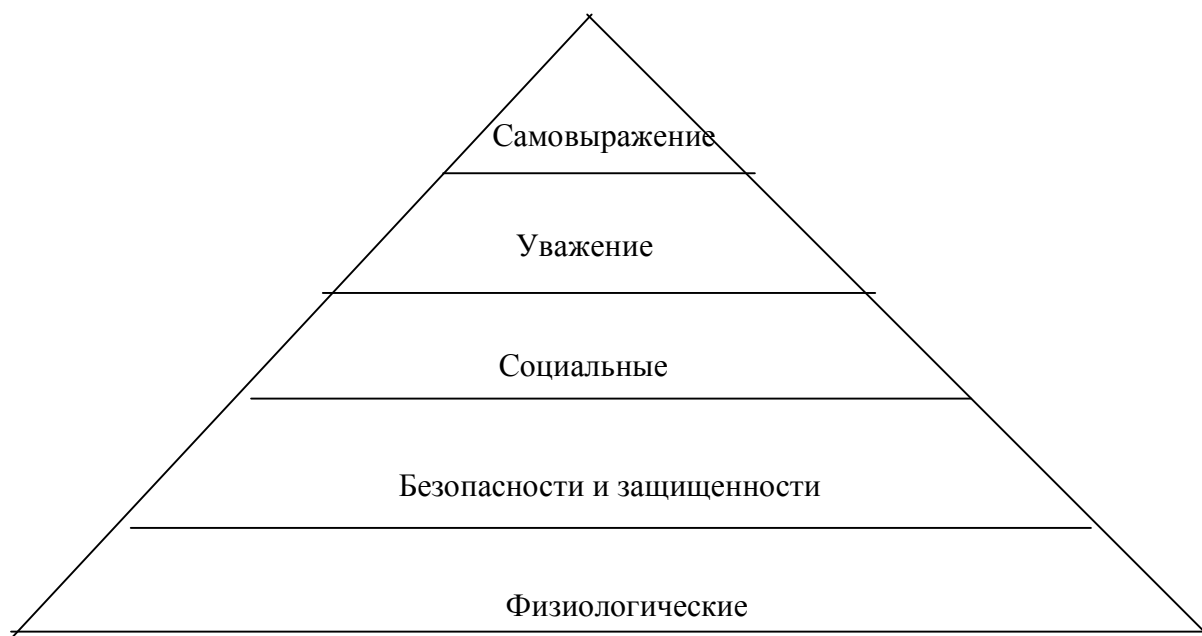 Самовыражение
Уважение
Социальные
Безопасности и защищенности
Физиологические